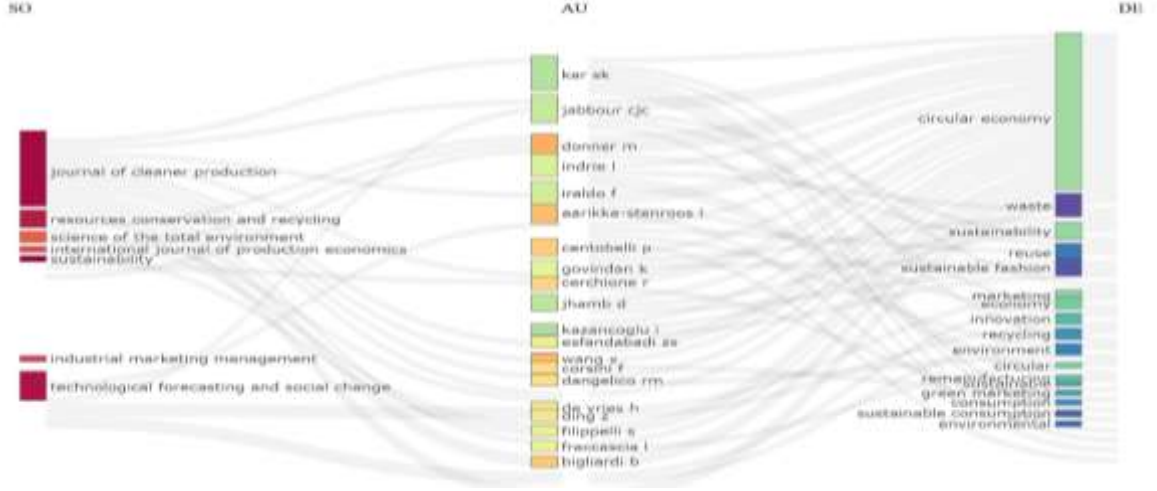 SO
AU
DE
journal of cleaner production
resources conservation and recycling
science of the total environment
international journal of production economics
sustainability
industrial marketing management
technological forecasting and social change
kar sk
jabbour cjc
donner m
indrie l
iraldo f
aarikka-stenroos l
centobelli p
govindan k
cerchione r
jhamb d
kazancoglu i
esfandabadi zs
wang x
corsini f
dangelico rm
de vries h
ding z
filippelli s
fraccascia l
bigliardi b
circular economy
waste
sustainability
reuse
sustainable fashion
marketing
economy
innovation
recycling
environment
circular
remanufacturing
green marketing
consumption
sustainable consumption
environmental